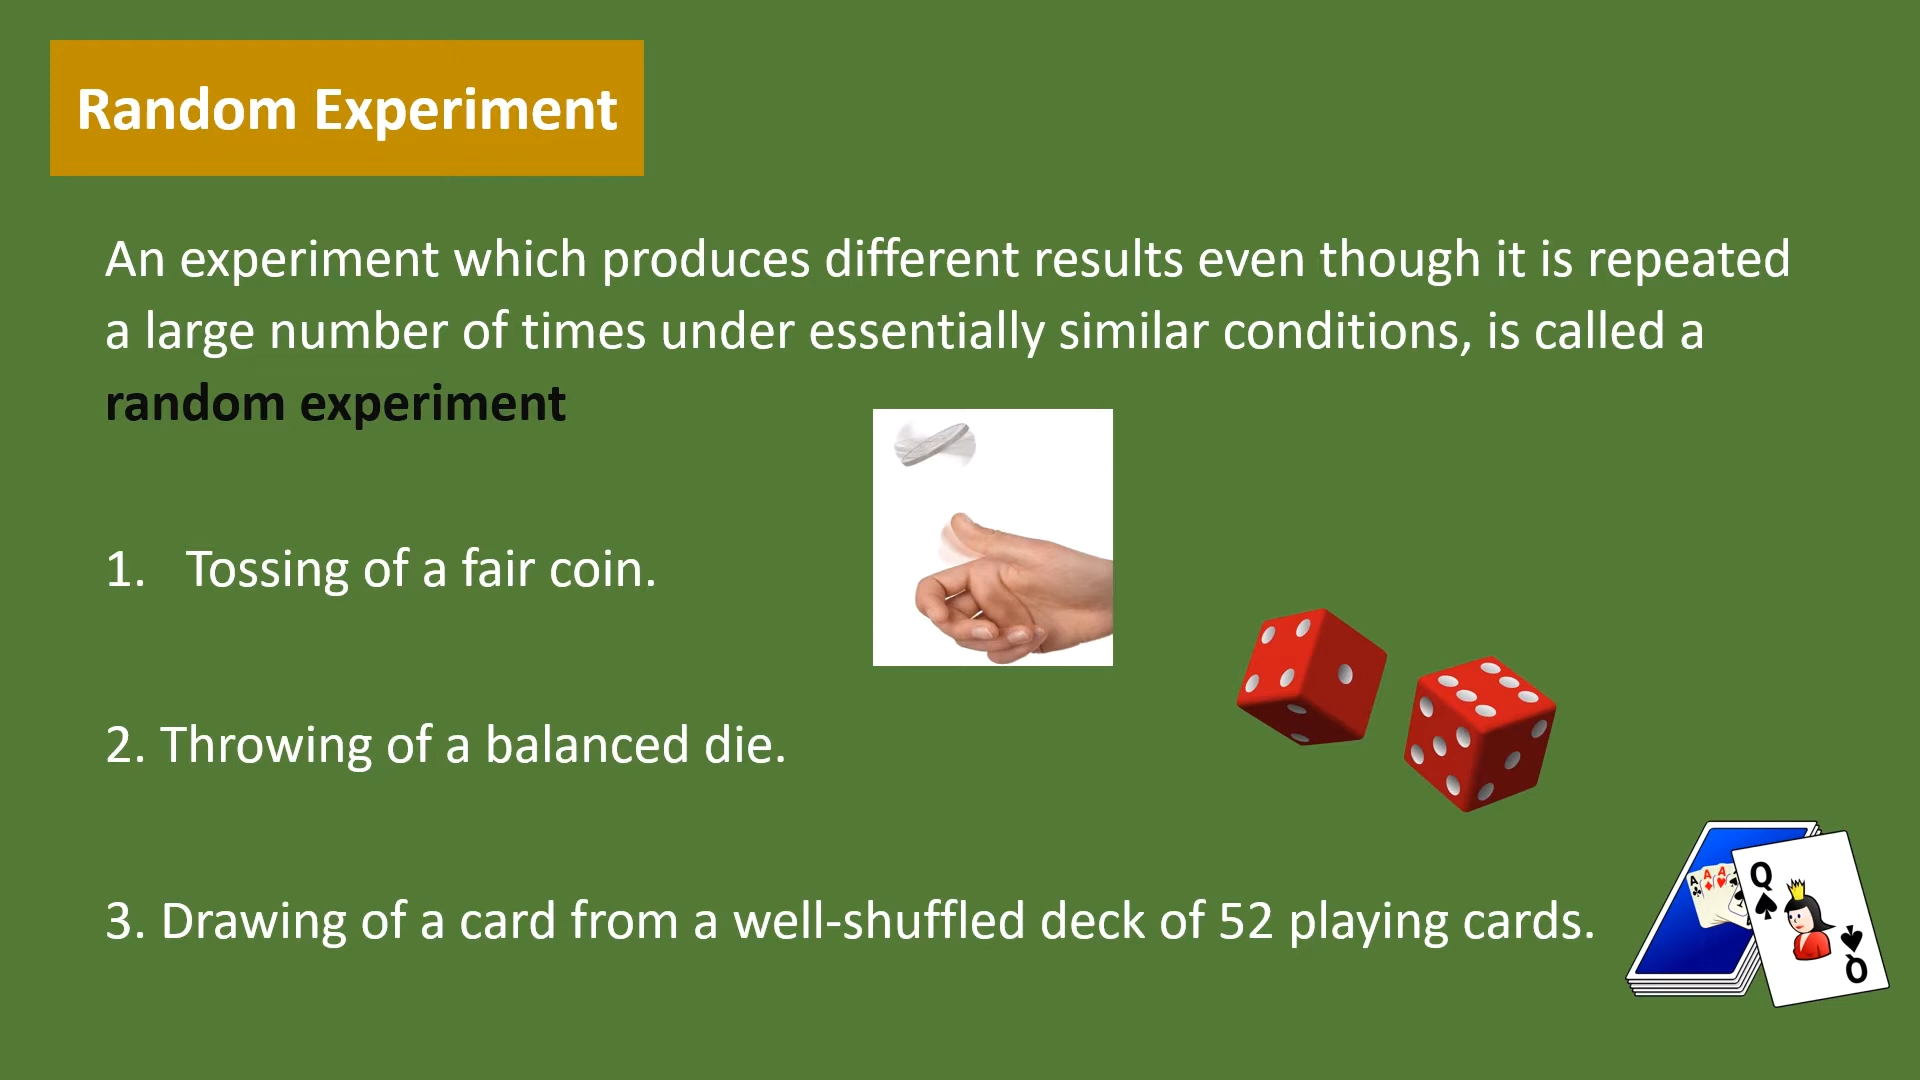 Random Experiment
An experiment which produces different results even though it is repeated
a large number of times under essentially similar conditions, is called a
random experiment
1. Tossing of a fair coin.
2. Throwing of a balanced die.
3. Drawing of a card from a well-shuffled deck of 52 playing cards.
A A A
Q
Q